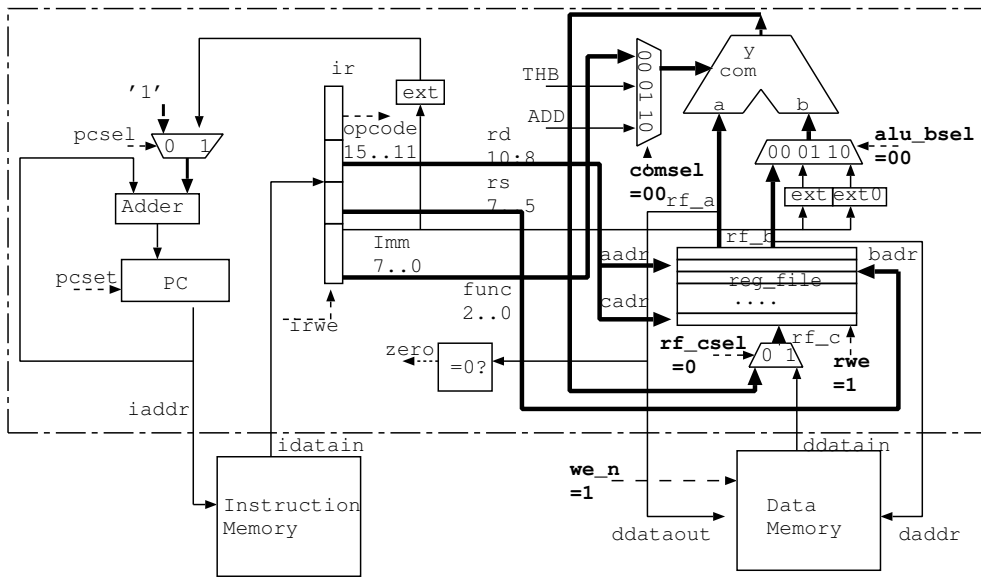 y
com
a
b
THB
ADD
00 01 10
comsel
=00
ir
ext
'1'
pcsel
0 1
Adder
pcset
PC
opcode
15..11
rd
10:8
rs
7..5
Imm
7..0
func
2..0
irwe
alu_bsel
=00
00 01 10
ext
ext0
rf_a
rf_b
aadr
badr
reg_file
....
cadr
rf_csel
=0
0 1
rf_c
rwe
=1
zero
=0?
iaddr
idatain
ddatain
Instruction
Memory
we_n
=1
Data
Memory
ddataout
daddr